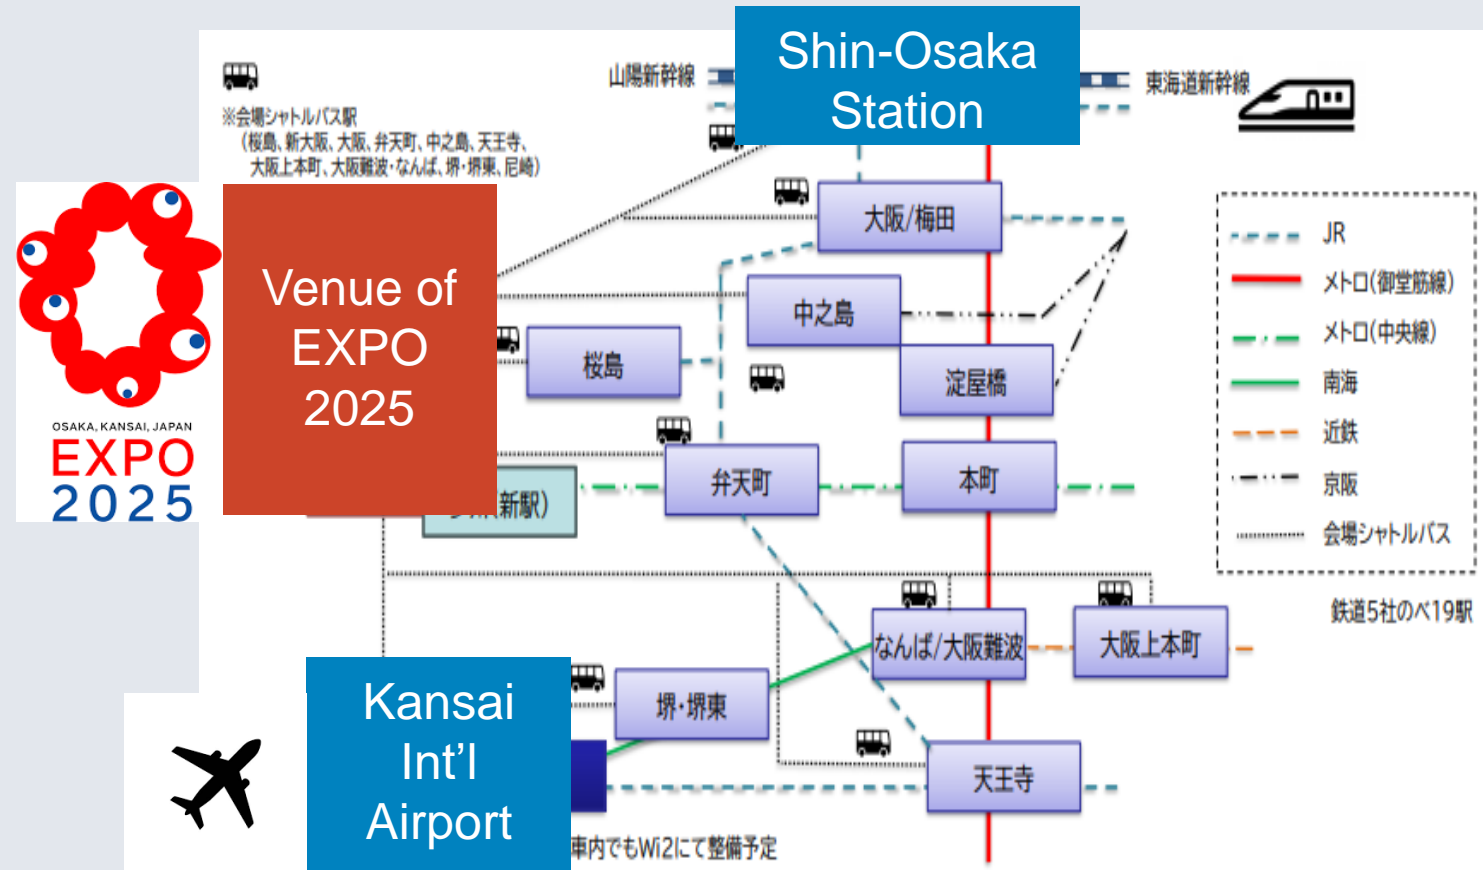 Shin-Osaka
Station
山陽新幹線
東海道新幹線
※会場シャトルバス駅
(桜島、新大阪、大阪、弁天町、中之島、天王寺、
大阪上本町、大阪難波・なんば、堺・堺東、尼崎)
大阪/梅田
JR
メトロ(御堂筋線)
メトロ(中央線)
南海
近鉄
京阪
会場シャトルバス
鉄道5社のべ19駅
Venue of
EXPO
2025
OSAKA, KANSAI, JAPAN
EXPO
2025
中之島
桜島
淀屋橋
弁天町
本町
(新駅)
なんば/大阪難波
大阪上本町
堺・堺東
天王寺
Kansai
Int'l
Airport
車内でもWi2にて整備予定